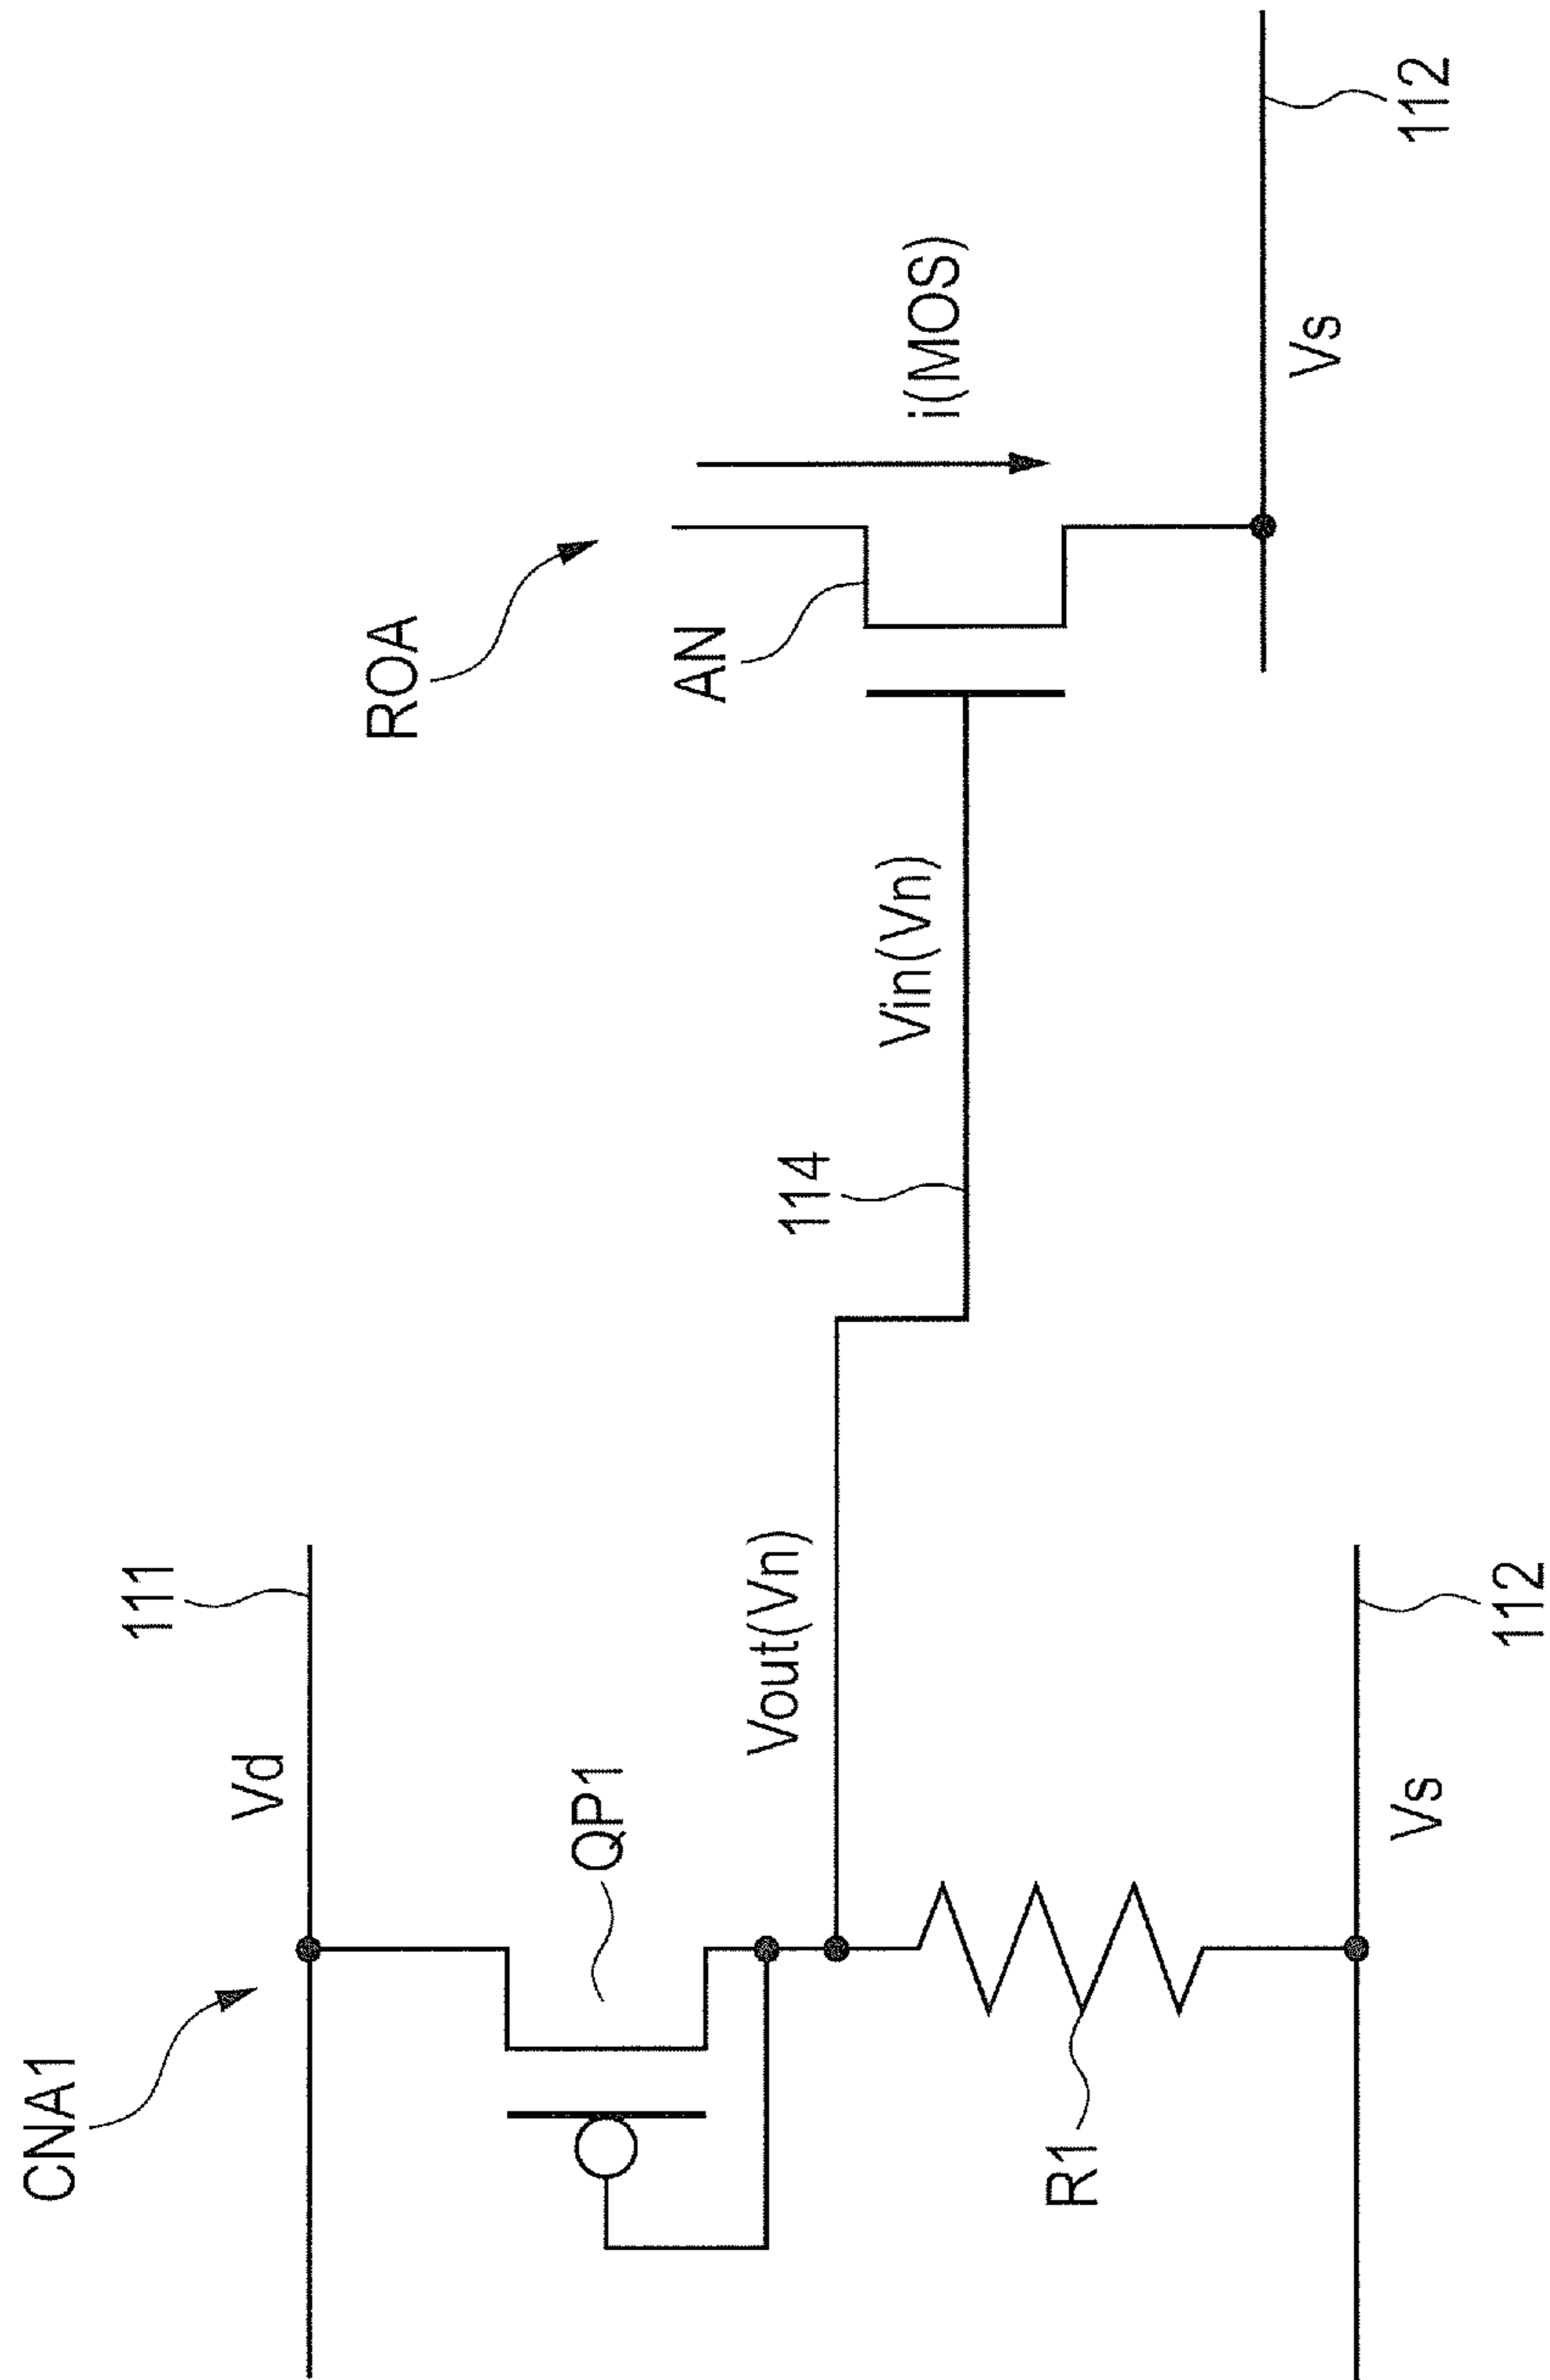 CNA1
Vd
111
QP1
Vout(Vn)
R1
Vs
112
114
Vin(Vn)
ROA
AN
i(MOS)
Vs
112